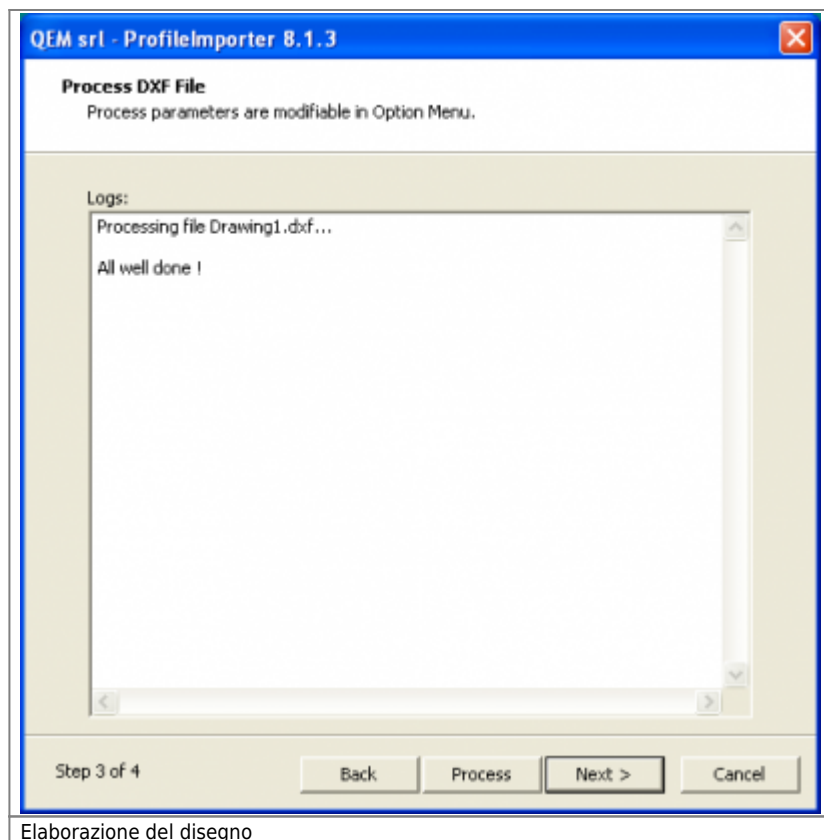 QEM srl - ProfileImporter 8.1.3
Process DXF File
Process parameters are modifiable in Option Menu.
Logs:
Processing file Drawing1.dxf...
All well done !
Step 3 of 4
Back
Process
Next >
Cancel
Elaborazione del disegno